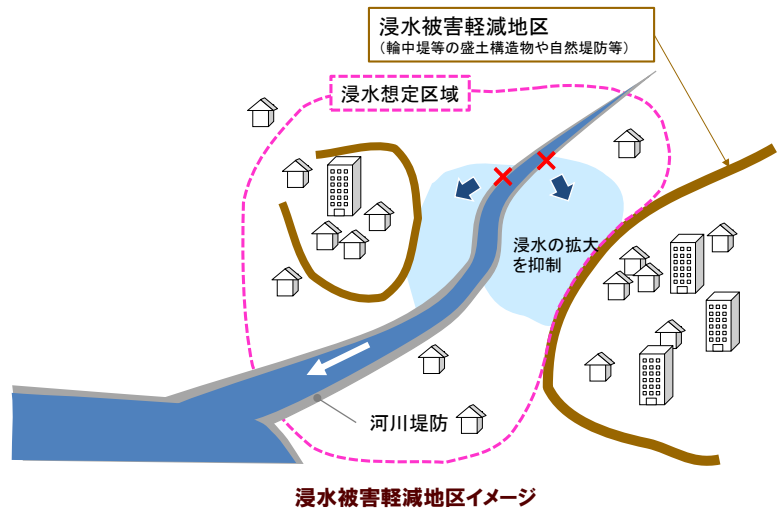 浸水被害軽減地区
（輪中堤等の盛土構造物や自然堤防等）
浸水想定区域
浸水の拡大
を抑制
河川堤防
浸水被害軽減地区イメージ